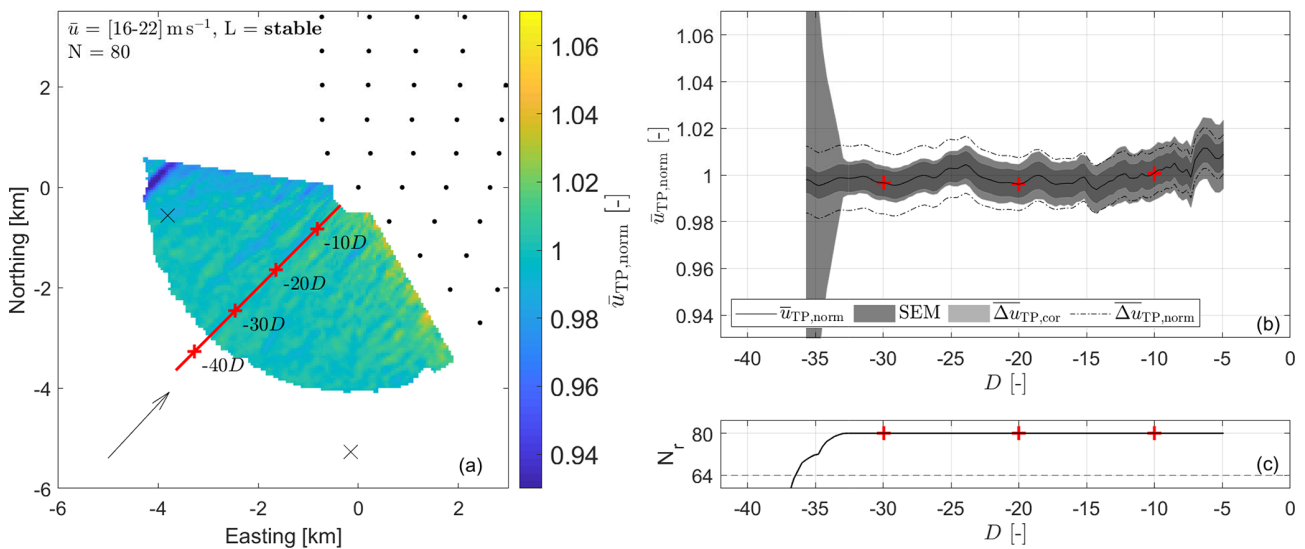 ū = [16-22] m s⁻¹, L = stable
N = 80
2
0
-2
-4
-6
-6 -4 -2 0 2
Northing [km]
Easting [km]
-10D
-20D
-30D
-40D
(a)
1.06
1.04
1.02
1
0.98
0.96
0.94
ū_TP,norm [-]
1.06
1.04
1.02
1
0.98
0.96
0.94
ū_TP,norm [-]
ū_TP,norm SEM Δ̅u̅_TP,cor Δ̅u̅_TP,norm
(b)
-40 -35 -30 -25 -20 -15 -10 -5 0
D [-]
80
64
N_r
(c)
-40 -35 -30 -25 -20 -15 -10 -5 0
D [-]